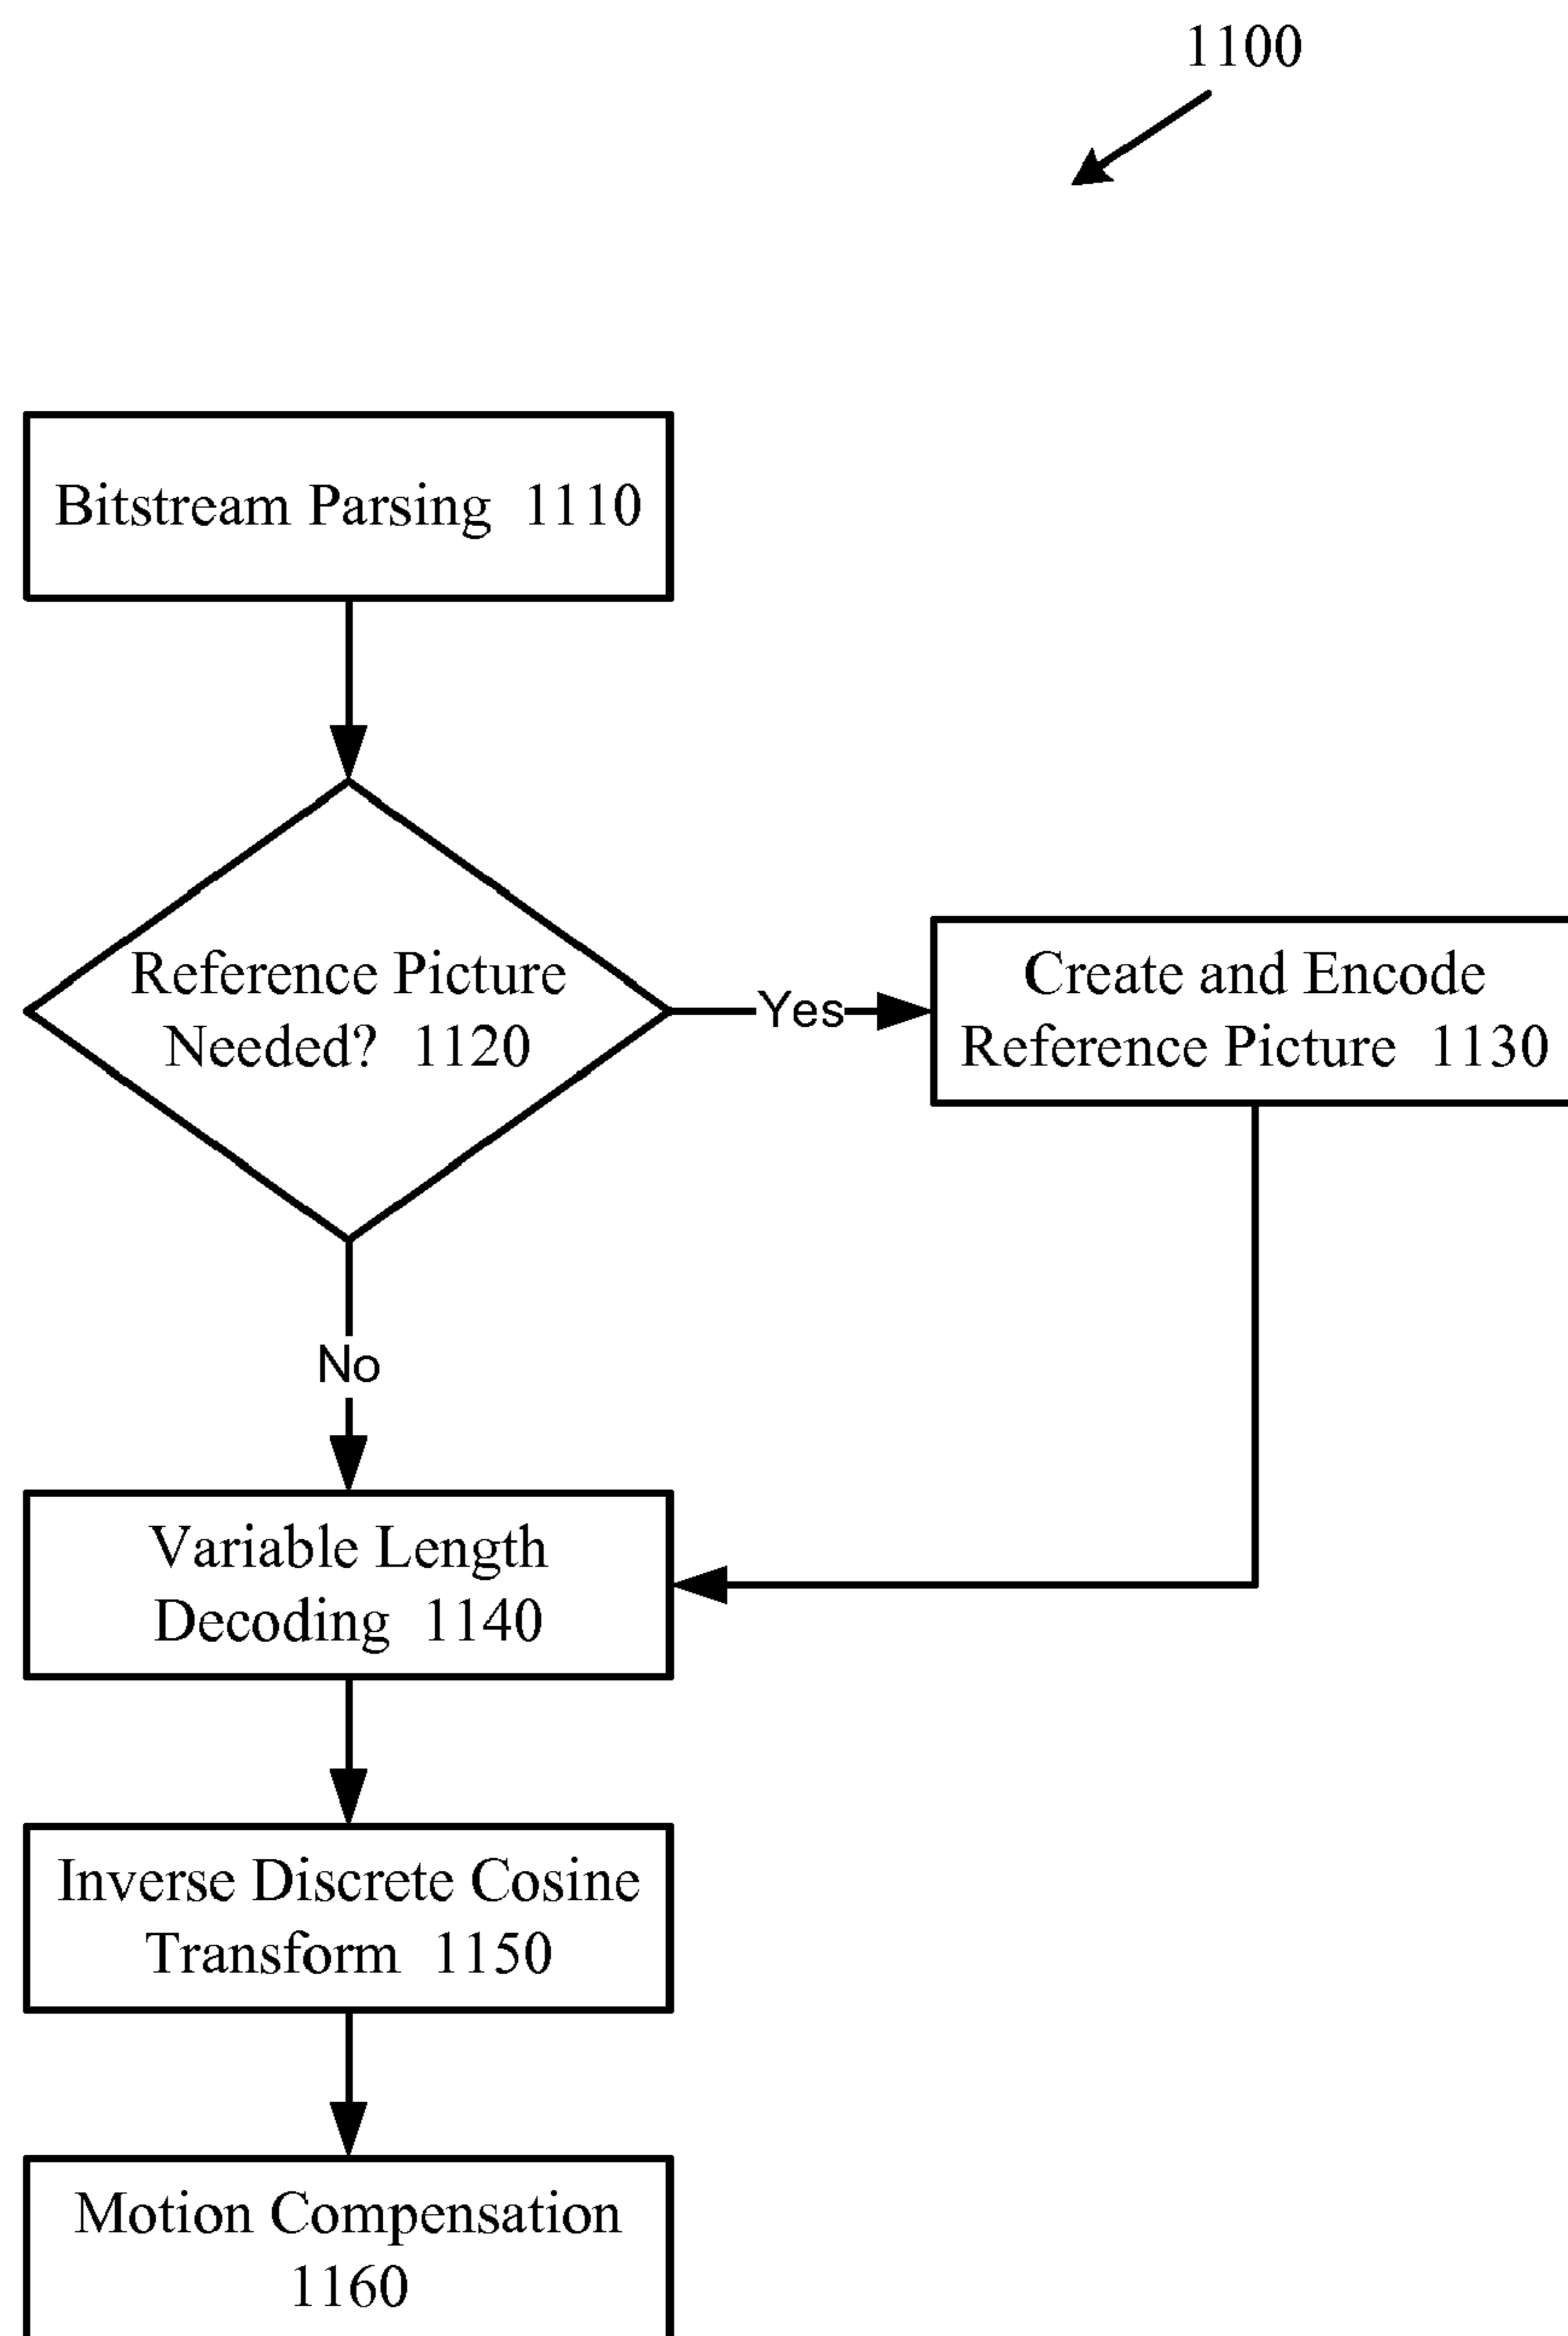 1100
Bitstream Parsing 1110
Reference Picture
Needed? 1120
Yes
Create and Encode
Reference Picture 1130
No
Variable Length
Decoding 1140
Inverse Discrete Cosine
Transform 1150
Motion Compensation
1160